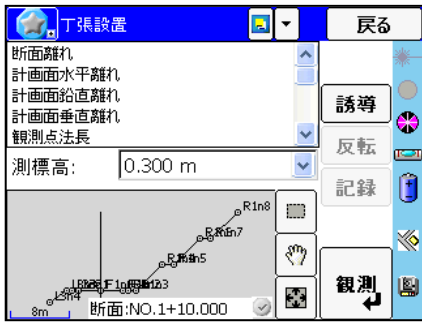 丁張設置
戻る
断面離れ
計画面水平離れ
計画面鉛直離れ
計画面垂直離れ
観測点法長
誘導
反転
測標高: 0.300 m
記録
R1n8
8m
断面:NO.1+10.000
観測